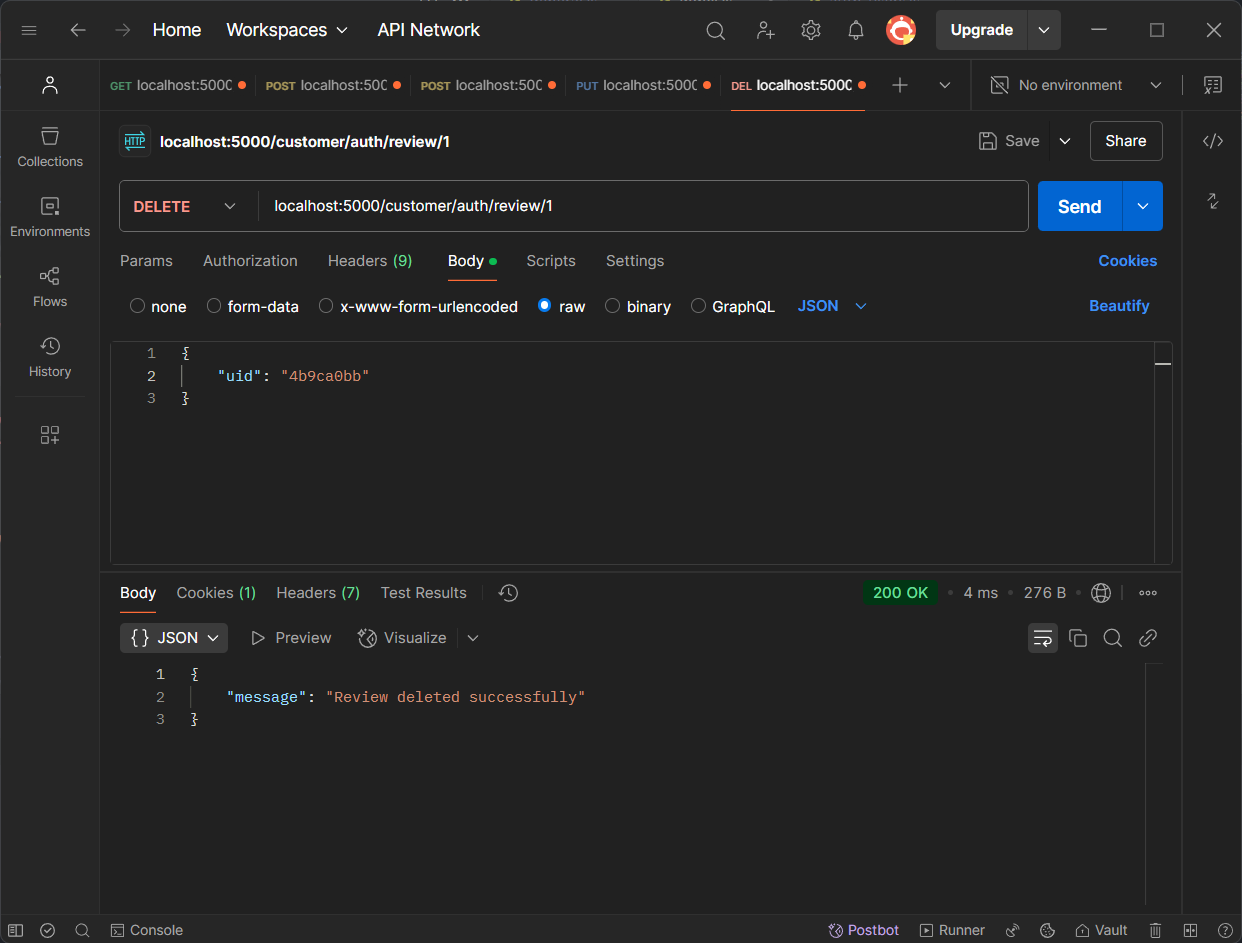 Home Workspaces API Network Upgrade
GET localhost:5000 POST localhost:500 POST localhost:500 PUT localhost:5000 DEL localhost:5000 No environment
HTTP localhost:5000/customer/auth/review/1 Save Share
Collections
DELETE localhost:5000/customer/auth/review/1 Send
Environments
Params Authorization Headers (9) Body Scripts Settings Cookies
Flows
none form-data x-www-form-urlencoded raw binary GraphQL JSON Beautify
History
1 {
2 "uid": "4b9ca0bb"
3 }
Body Cookies (1) Headers (7) Test Results 200 OK • 4 ms • 276 B •
{} JSON Preview Visualize
1 {
2 "message": "Review deleted successfully"
3 }
Console Postbot Runner Vault